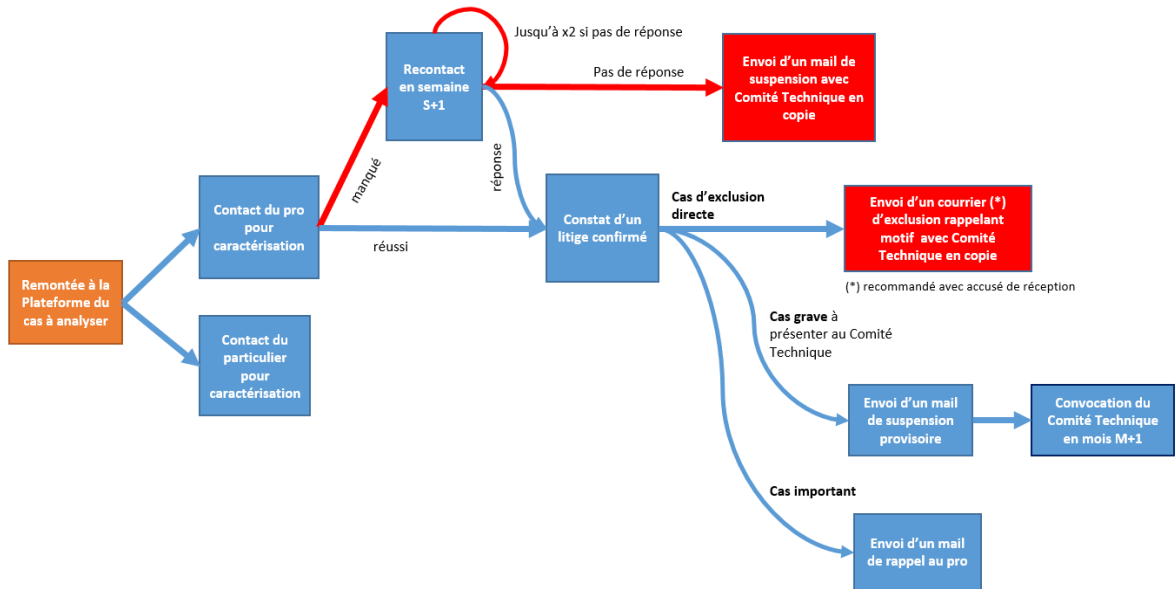 Jusqu'à x2 si pas de réponse
Recontact
en semaine
S+1
Pas de réponse
Envoi d'un mail de
suspension avec
Comité Technique en
copie
manqué
réponse
Contact du pro
pour
caractérisation
réussi
Constat d'un
litige confirmé
Cas d'exclusion
directe
Envoi d'un courrier (*)
d'exclusion rappelant
motif avec Comité
Technique en copie
(*) recommandé avec accusé de réception
Remontée à la
Plateforme du
cas à analyser
Contact du
particulier
pour
caractérisation
Cas grave à
présenter au Comité
Technique
Envoi d'un mail
de suspension
provisoire
Convocation du
Comité Technique
en mois M+1
Cas important
Envoi d'un mail
de rappel au pro